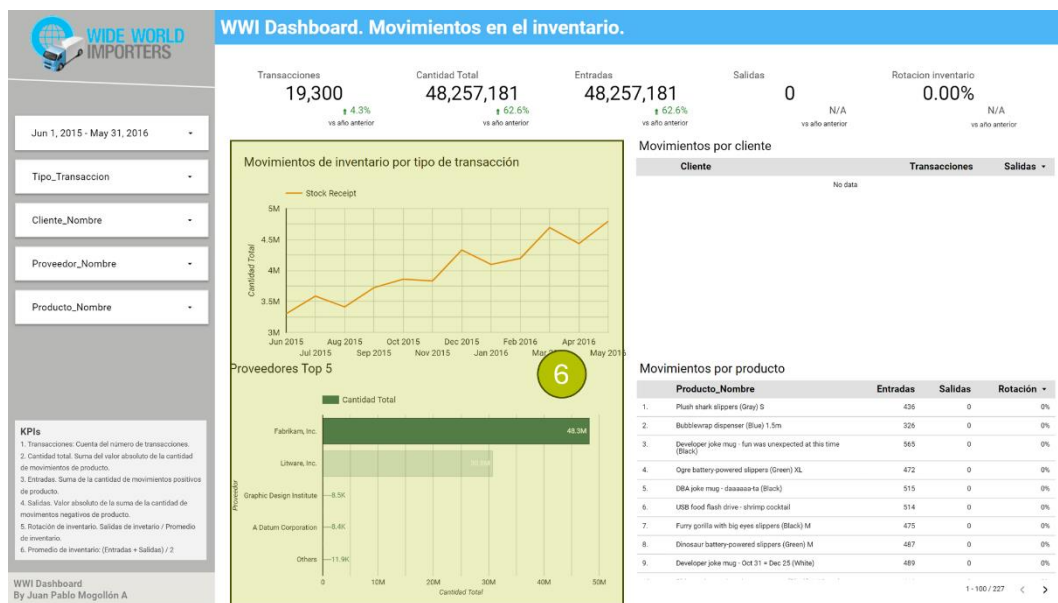 WIDE WORLD
IMPORTERS
WWI Dashboard. Movimientos en el inventario.
Transacciones
19,300
4.3%
vs año anterior
Cantidad Total
48,257,181
62.6%
vs año anterior
Entradas
48,257,181
62.6%
vs año anterior
Salidas
0
N/A
vs año anterior
Rotacion inventario
0.00%
N/A
vs año anterior
Jun 1, 2015 - May 31, 2016
Tipo_Transaccion
Cliente_Nombre
Proveedor_Nombre
Producto_Nombre
KPIs
1. Transacciones: Cuenta del número de transacciones.
2. Cantidad total. Suma del valor absoluto de la cantidad
de movimientos de producto.
3. Entradas. Suma de la cantidad de movimientos positivos
de producto.
4. Salidas. Valor absoluto de la suma de la cantidad de
movimientos negativos de producto.
5. Rotación de inventario. Salidas de invetario / Promedio
de inventario.
6. Promedio de inventario: (Entradas + Salidas) / 2
WWI Dashboard
By Juan Pablo Mogollón A
Movimientos de inventario por tipo de transacción
Stock Receipt
5M
4.5M
4M
3.5M
3M
Cantidad Total
Jun 2015 Aug 2015 Oct 2015 Dec 2015 Feb 2016 Apr 2016
Jul 2015 Sep 2015 Nov 2015 Jan 2016 Mar May 2016
6
Proveedores Top 5
Cantidad Total
Proveedor
Fabrikam, Inc. 48.3M
Litware, Inc.
Graphic Design Institute 8.5K
A Datum Corporation 8.4K
Others 11.9K
0 10M 20M 30M 40M 50M
Cantidad Total
Movimientos por cliente
Cliente Transacciones Salidas
No data
Movimientos por producto
Producto_Nombre Entradas Salidas Rotación
1. Plush shark slippers (Gray) S 436 0 0%
2. Bubblewrap dispenser (Blue) 1.5m 326 0 0%
3. Developer joke mug - fun was unexpected at this time
(Black) 565 0 0%
4. Ogre battery-powered slippers (Green) XL 472 0 0%
5. DBA joke mug - daaaaaa-ta (Black) 515 0 0%
6. USB food flash drive - shrimp cocktail 514 0 0%
7. Furry gorilla with big eyes slippers (Black) M 475 0 0%
8. Dinosaur battery-powered slippers (Green) M 487 0 0%
9. Developer joke mug - Oct 31 = Dec 25 (White) 489 0 0%
1 - 100 / 227